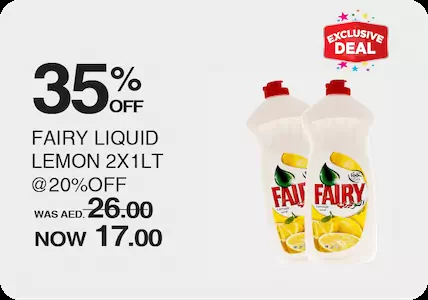 EXCLUSIVE
DEAL
35%
OFF
FAIRY LIQUID
LEMON 2X1LT
@20%OFF
WAS AED. 26.00
NOW 17.00
FAIRY
FAIRY